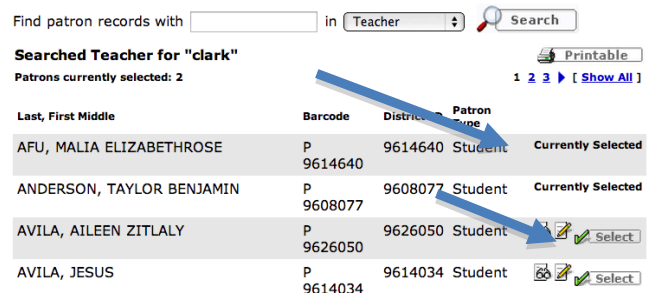 Find patron records with in Teacher Search
Searched Teacher for "clark"
Printable
Patrons currently selected: 2
1 2 3 [ Show All ]
Last, First Middle Barcode District ID Patron Type
AFU, MALIA ELIZABETHROSE P 9614640 9614640 Student Currently Selected
ANDERSON, TAYLOR BENJAMIN P 9608077 9608077 Student Currently Selected
AVILA, AILEEN ZITLALY P 9626050 9626050 Student Select
AVILA, JESUS P 9614034 9614034 Student Select